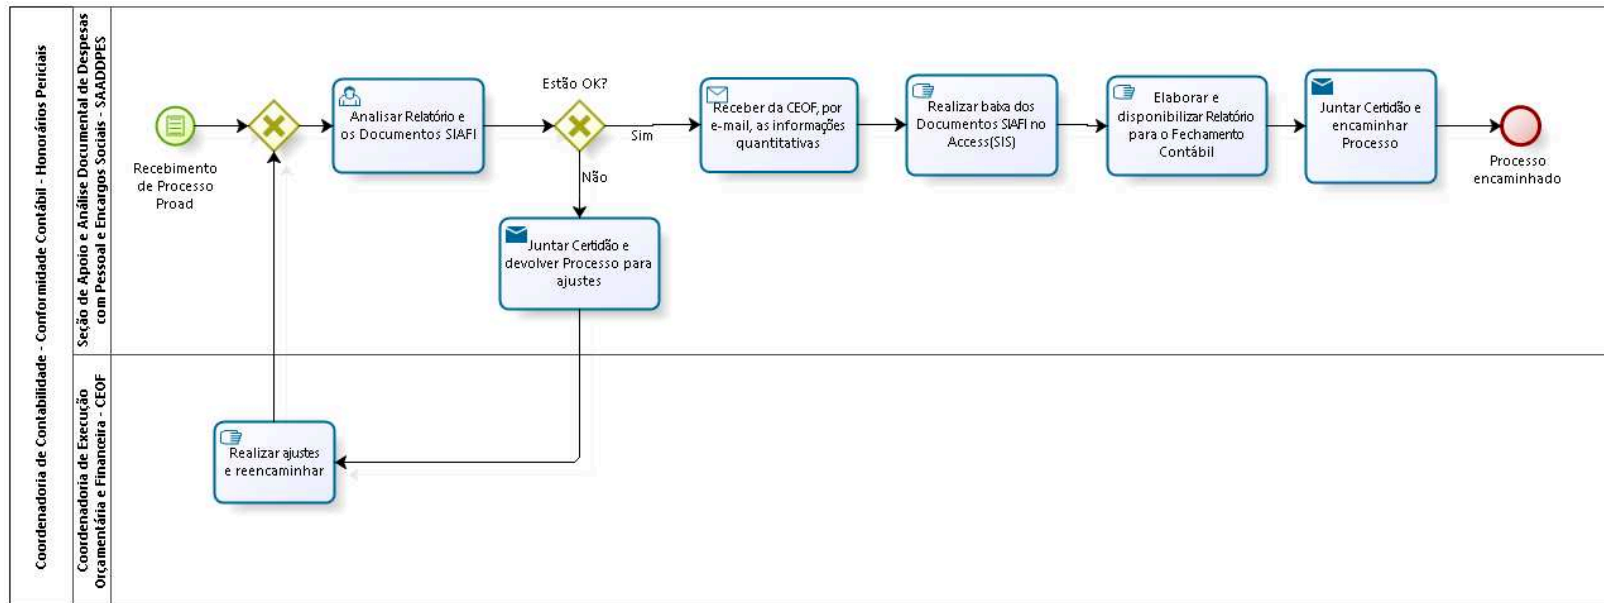 Coordenadoria de Contabilidade - Conformidade Contábil - Honorários Periciais
Seção de Apoio e Análise Documental de Despesas
com Pessoal e Encargos Sociais - SAADDPES
Recebimento
de Processo
Proad
Analisar Relatório e
os Documentos SIAFI
Estão OK?
Sim
Não
Receber da CEOF, por
e-mail, as informações
quantitativas
Realizar baixa dos
Documentos SIAFI no
Access(SIS)
Elaborar e
disponibilizar Relatório
para o Fechamento
Contábil
Juntar Certidão e
encaminhar
Processo
Processo
encaminhado
Juntar Certidão e
devolver Processo para
ajustes
Coordenadoria de Execução
Orçamentária e Financeira - CEOF
Realizar ajustes
e reencaminhar